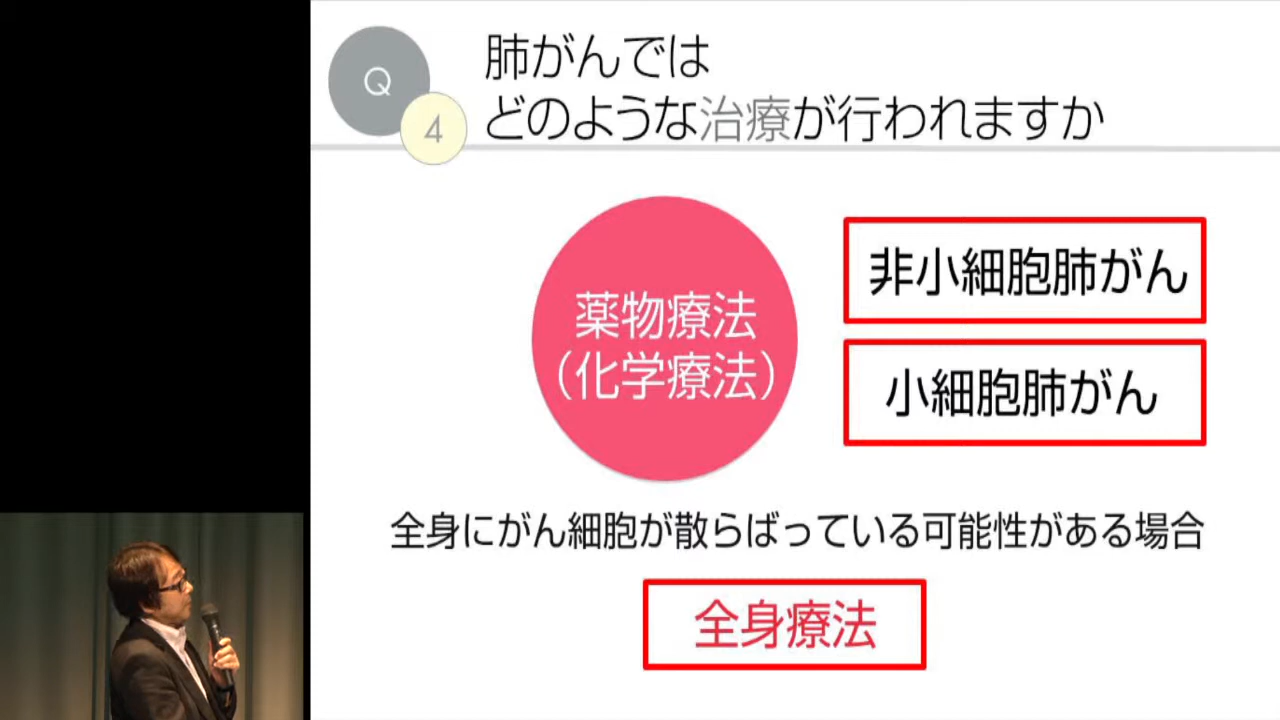 Q
4
肺がんでは
どのような治療が行われますか
薬物療法
（化学療法）
非小細胞肺がん
小細胞肺がん
全身にがん細胞が散らばっている可能性がある場合
全身療法